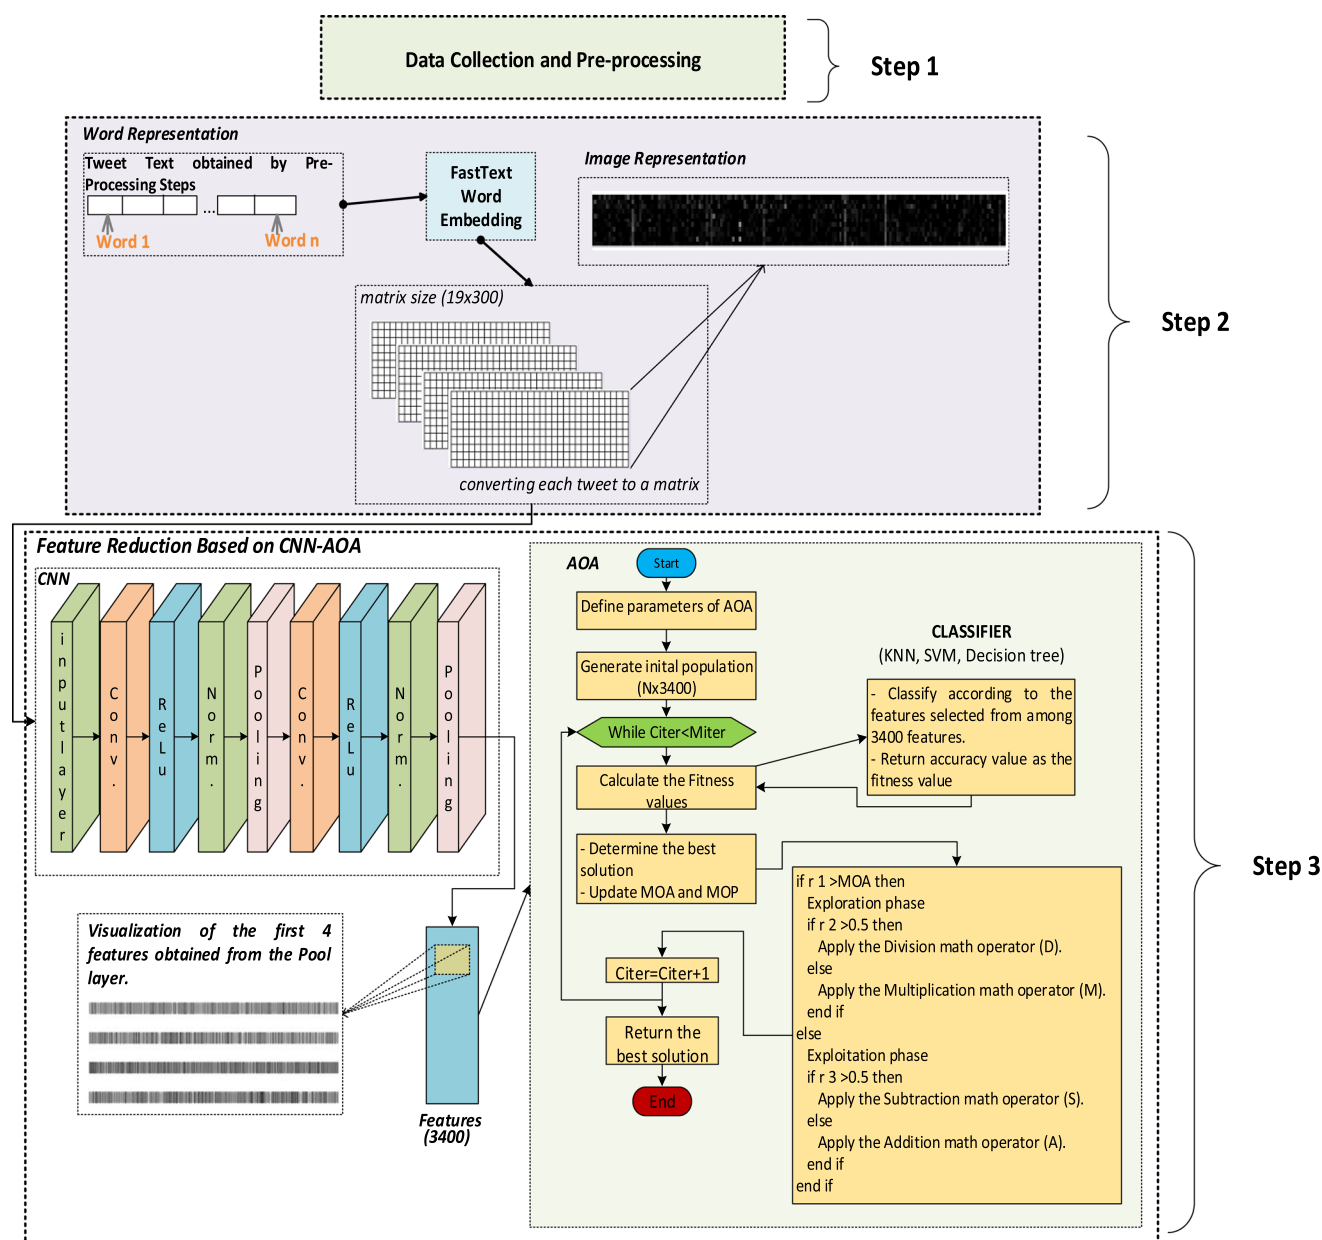 Data Collection and Pre-processing
Step 1
Word Representation
Tweet Text obtained by Pre-
Processing Steps
...
Word 1
Word n
FastText
Word
Embedding
Image Representation
matrix size (19x300)
converting each tweet to a matrix
Step 2
Feature Reduction Based on CNN-AOA
CNN
inputlayer
Conv.
ReLu
Norm.
Pooling
Conv.
ReLu
Norm.
Pooling
Visualization of the first 4
features obtained from the Pool
layer.
Features
(3400)
AOA
Start
Define parameters of AOA
Generate inital population
(Nx3400)
While Citer<Miter
Calculate the Fitness
values
- Determine the best
solution
- Update MOA and MOP
Citer=Citer+1
Return the
best solution
End
CLASSIFIER
(KNN, SVM, Decision tree)
- Classify according to the
features selected from among
3400 features.
- Return accuracy value as the
fitness value
if r 1 >MOA then
Exploration phase
if r 2 >0.5 then
Apply the Division math operator (D).
else
Apply the Multiplication math operator (M).
end if
else
Exploitation phase
if r 3 >0.5 then
Apply the Subtraction math operator (S).
else
Apply the Addition math operator (A).
end if
end if
Step 3